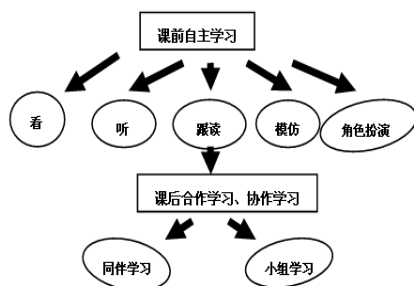 课前自主学习
看
听
跟读
模仿
角色扮演
课后合作学习、协作学习
同伴学习
小组学习